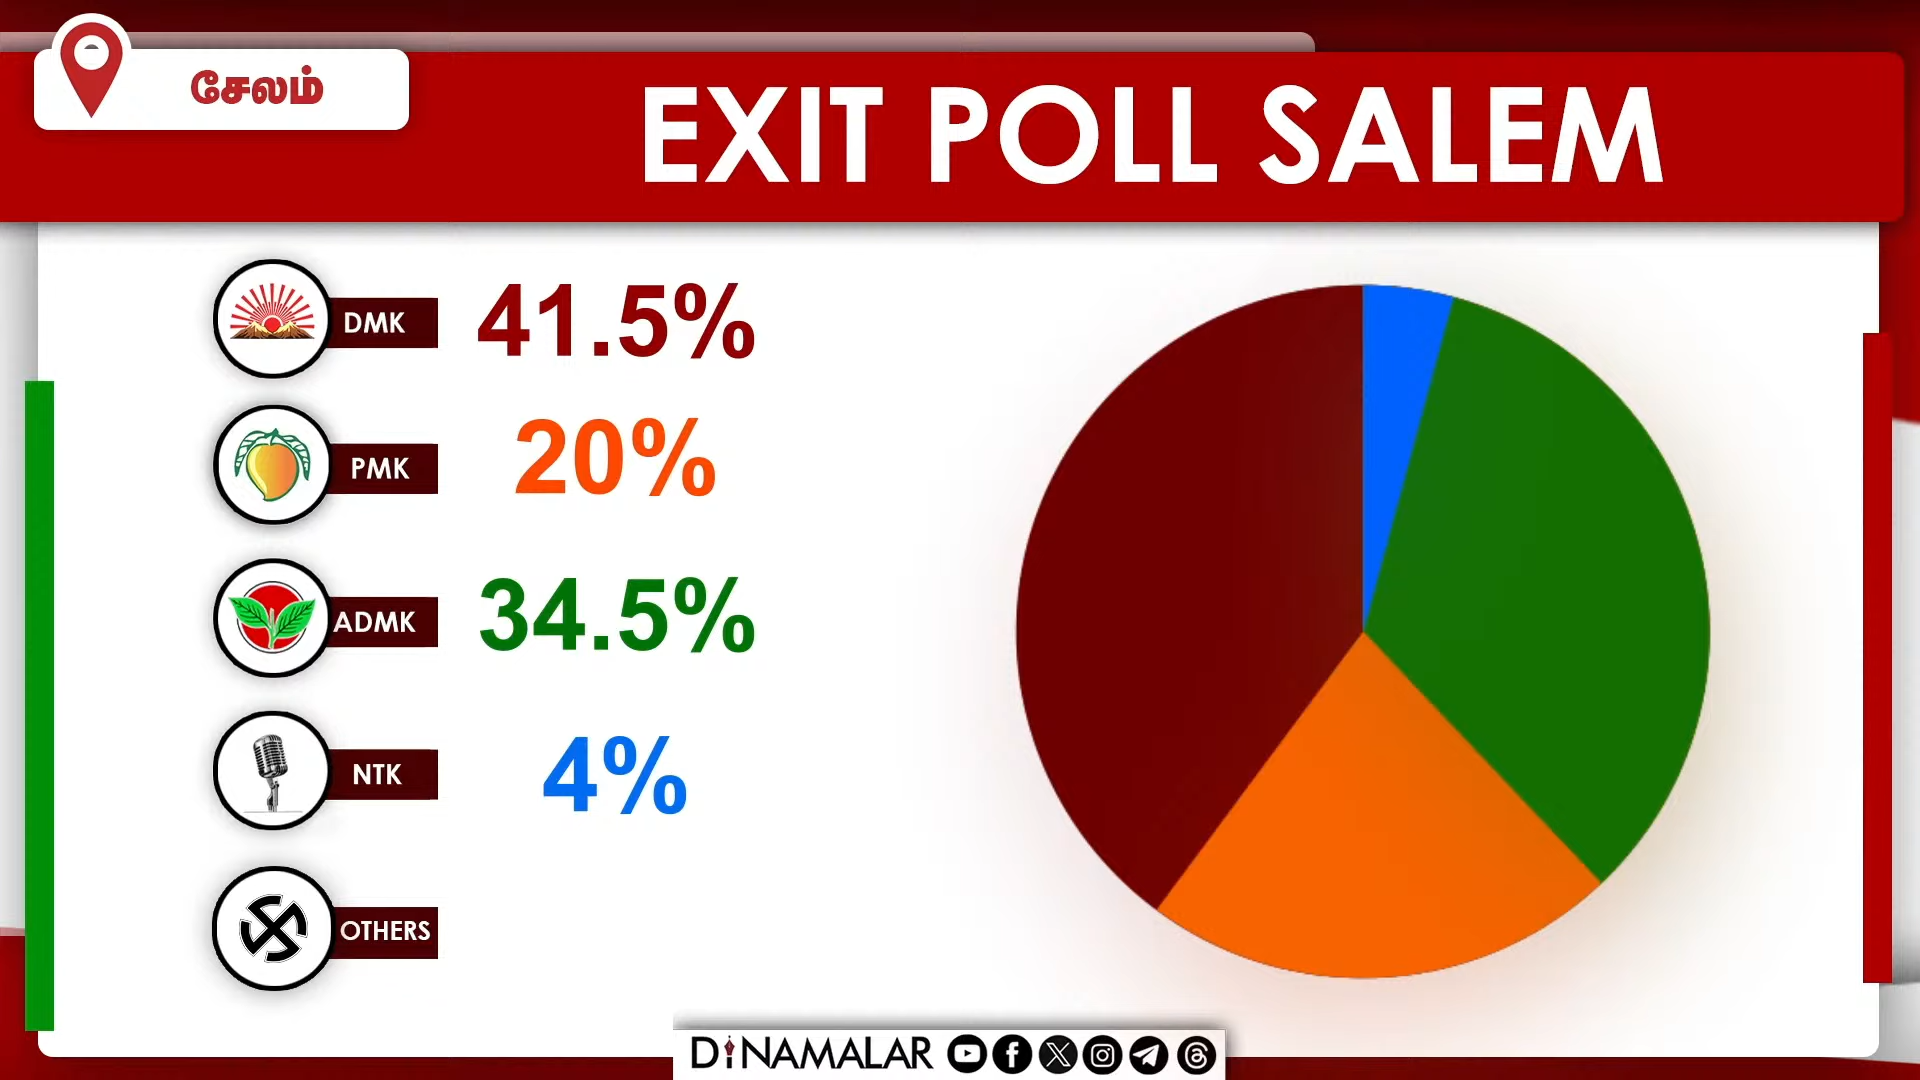 சேலம்
EXIT POLL SALEM
DMK 41.5%
PMK 20%
ADMK 34.5%
NTK 4%
OTHERS
DINAMALAR